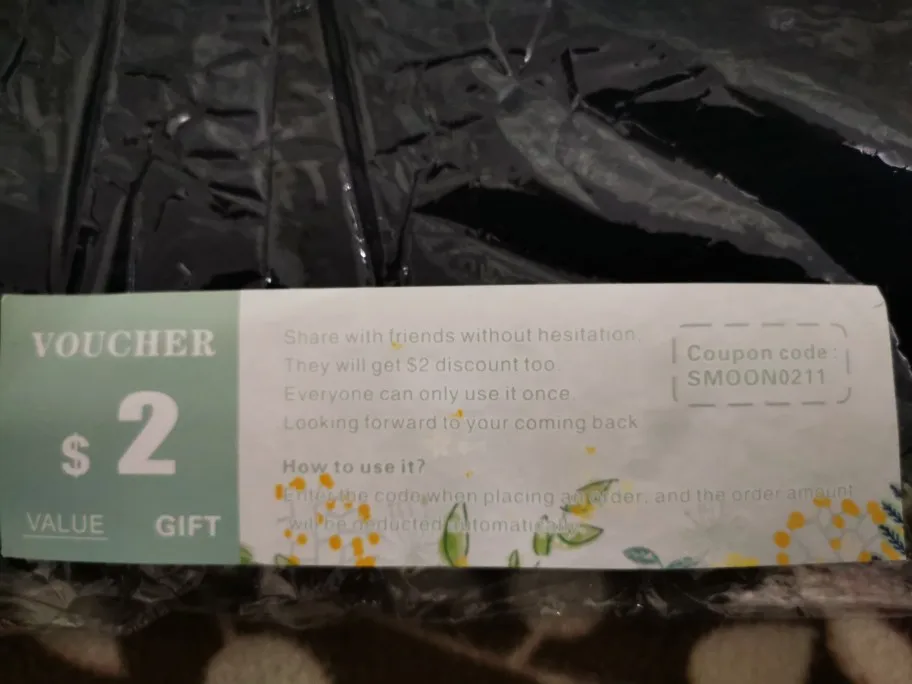 VOUCHER
$ 2
VALUE GIFT
Share with friends without hesitation.
They will get $2 discount too.
Everyone can only use it once.
Looking forward to your coming back
Coupon code :
SMOON0211
How to use it?
Enter the code when placing an order, and the order amount
will be deducted automatically.